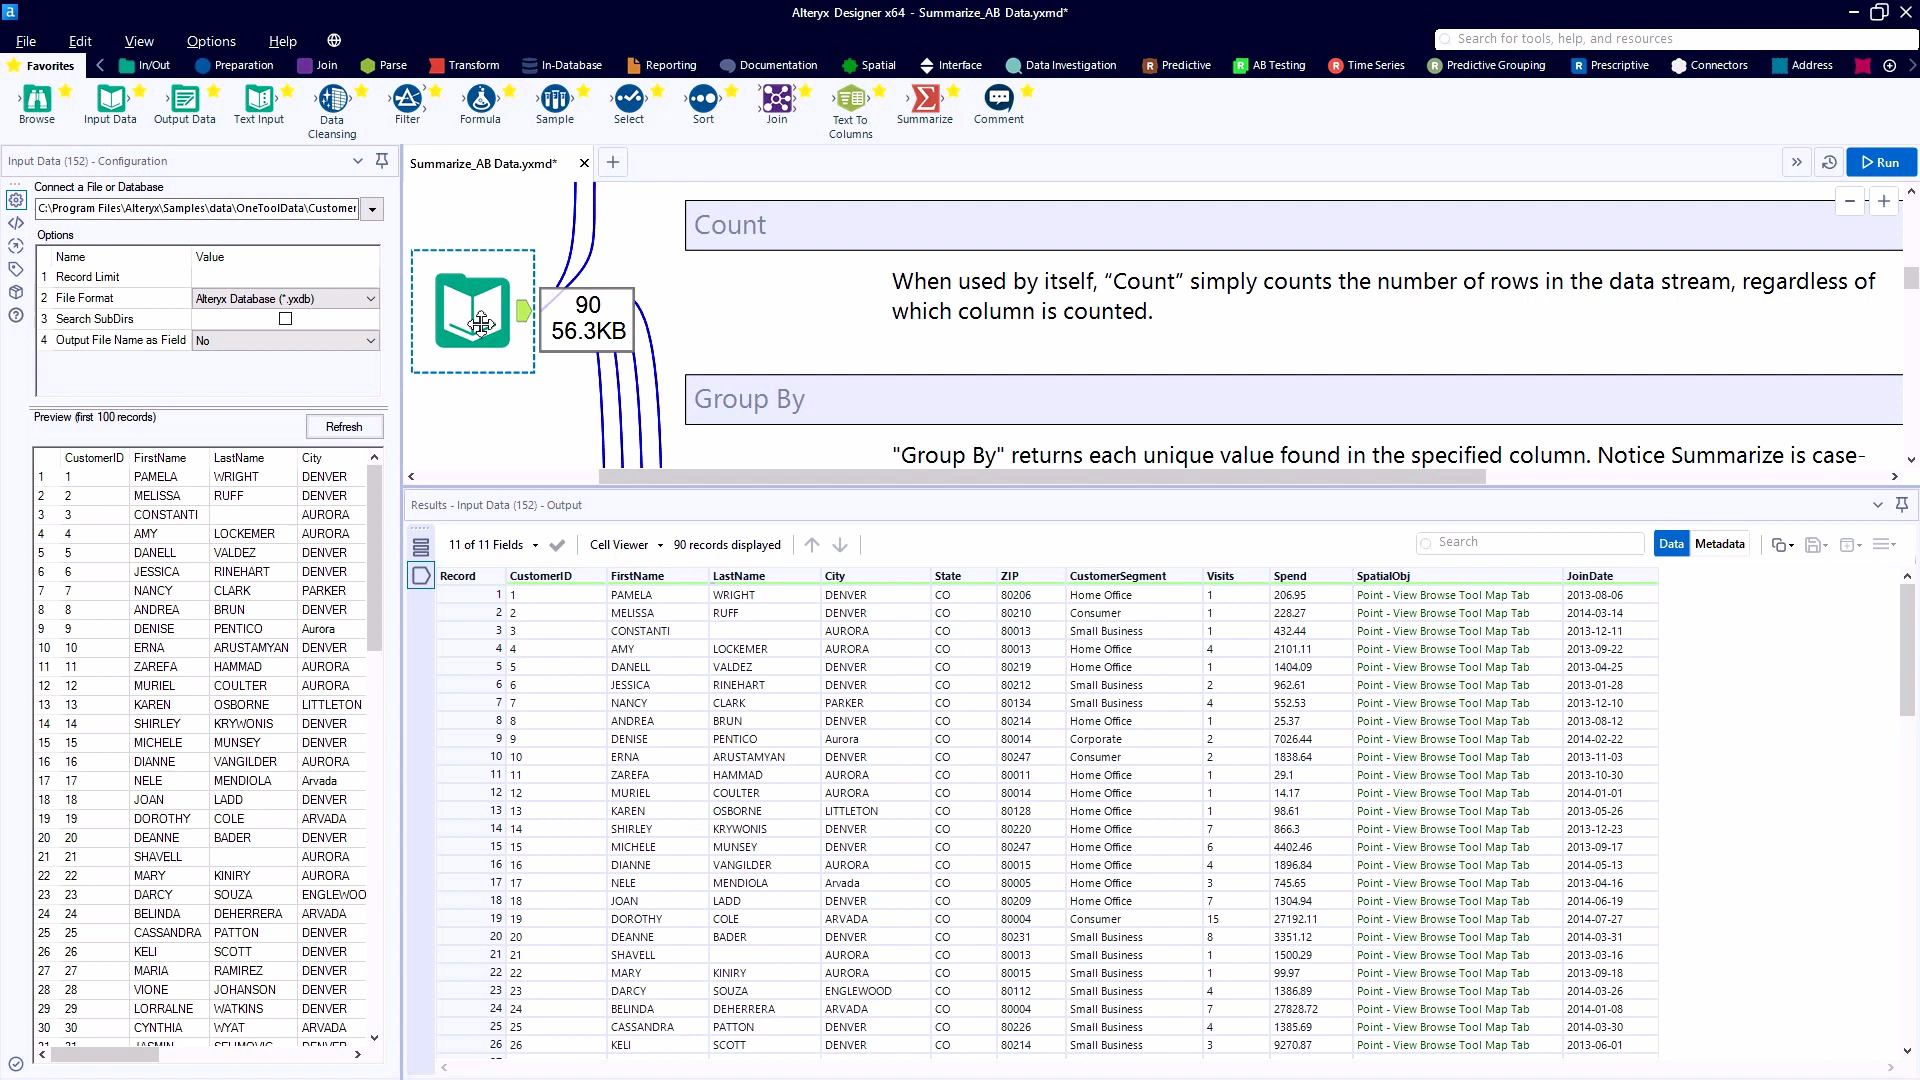 a
Alteryx Designer x64 - Summarize_AB Data.yxmd*
File Edit View Options Help
Search for tools, help, and resources
Favorites In/Out Preparation Join Parse Transform In-Database Reporting Documentation Spatial Interface Data Investigation Predictive AB Testing Time Series Predictive Grouping Prescriptive Connectors Address
Browse Input Data Output Data Text Input Data Cleansing Filter Formula Sample Select Sort Join Text To Columns Summarize Comment
Input Data (152) - Configuration
Connect a File or Database
C:\Program Files\Alteryx\Samples\data\OneToolData\Customer
Options
Name Value
1 Record Limit
2 File Format Alteryx Database (*.yxdb)
3 Search SubDirs
4 Output File Name as Field No
Preview (first 100 records)
Refresh
CustomerID FirstName LastName City
1 1 PAMELA WRIGHT DENVER
2 2 MELISSA RUFF DENVER
3 3 CONSTANTI AURORA
4 4 AMY LOCKEMER AURORA
5 5 DANELL VALDEZ DENVER
6 6 JESSICA RINEHART DENVER
7 7 NANCY CLARK PARKER
8 8 ANDREA BRUN DENVER
9 9 DENISE PENTICO Aurora
10 10 ERNA ARUSTAMYAN DENVER
11 11 ZAREFA HAMMAD AURORA
12 12 MURIEL COULTER AURORA
13 13 KAREN OSBORNE LITTLETON
14 14 SHIRLEY KRYWONIS DENVER
15 15 MICHELE MUNSEY DENVER
16 16 DIANNE VANGILDER AURORA
17 17 NELE MENDIOLA Arvada
18 18 JOAN LADD DENVER
19 19 DOROTHY COLE ARVADA
20 20 DEANNE BADER DENVER
21 21 SHAVELL AURORA
22 22 MARY KINIRY AURORA
23 23 DARCY SOUZA ENGLEWOO
24 24 BELINDA DEHERRERA ARVADA
25 25 CASSANDRA PATTON DENVER
26 26 KELI SCOTT DENVER
27 27 MARIA RAMIREZ DENVER
28 28 VIONE JOHANSON DENVER
29 29 LORRALNE WATKINS DENVER
30 30 CYNTHIA WYAT ARVADA
Summarize_AB Data.yxmd*
Run
90
56.3KB
Count
When used by itself, “Count” simply counts the number of rows in the data stream, regardless of
which column is counted.
Group By
"Group By" returns each unique value found in the specified column. Notice Summarize is case-
Results - Input Data (152) - Output
11 of 11 Fields Cell Viewer 90 records displayed Search Data Metadata
Record CustomerID FirstName LastName City State ZIP CustomerSegment Visits Spend SpatialObj JoinDate
1 1 PAMELA WRIGHT DENVER CO 80206 Home Office 1 206.95 Point - View Browse Tool Map Tab 2013-08-06
2 2 MELISSA RUFF DENVER CO 80210 Consumer 1 228.27 Point - View Browse Tool Map Tab 2014-03-14
3 3 CONSTANTI AURORA CO 80013 Small Business 1 432.44 Point - View Browse Tool Map Tab 2013-12-11
4 4 AMY LOCKEMER AURORA CO 80013 Home Office 4 2101.11 Point - View Browse Tool Map Tab 2013-09-22
5 5 DANELL VALDEZ DENVER CO 80219 Home Office 1 1404.09 Point - View Browse Tool Map Tab 2013-04-25
6 6 JESSICA RINEHART DENVER CO 80212 Small Business 2 962.61 Point - View Browse Tool Map Tab 2013-01-28
7 7 NANCY CLARK PARKER CO 80134 Small Business 4 552.53 Point - View Browse Tool Map Tab 2013-12-10
8 8 ANDREA BRUN DENVER CO 80214 Home Office 1 25.37 Point - View Browse Tool Map Tab 2013-08-12
9 9 DENISE PENTICO Aurora CO 80014 Corporate 2 7026.44 Point - View Browse Tool Map Tab 2014-02-22
10 10 ERNA ARUSTAMYAN DENVER CO 80247 Consumer 2 1838.64 Point - View Browse Tool Map Tab 2013-11-03
11 11 ZAREFA HAMMAD AURORA CO 80011 Home Office 1 29.1 Point - View Browse Tool Map Tab 2013-10-30
12 12 MURIEL COULTER AURORA CO 80014 Home Office 1 14.17 Point - View Browse Tool Map Tab 2014-01-01
13 13 KAREN OSBORNE LITTLETON CO 80128 Home Office 1 98.61 Point - View Browse Tool Map Tab 2013-05-26
14 14 SHIRLEY KRYWONIS DENVER CO 80220 Home Office 7 866.3 Point - View Browse Tool Map Tab 2013-12-23
15 15 MICHELE MUNSEY DENVER CO 80247 Home Office 6 4402.46 Point - View Browse Tool Map Tab 2013-09-17
16 16 DIANNE VANGILDER AURORA CO 80015 Home Office 4 1896.84 Point - View Browse Tool Map Tab 2014-05-13
17 17 NELE MENDIOLA Arvada CO 80005 Home Office 3 745.65 Point - View Browse Tool Map Tab 2013-04-16
18 18 JOAN LADD DENVER CO 80209 Home Office 7 1304.94 Point - View Browse Tool Map Tab 2014-06-19
19 19 DOROTHY COLE ARVADA CO 80004 Consumer 15 27192.11 Point - View Browse Tool Map Tab 2014-07-27
20 20 DEANNE BADER DENVER CO 80231 Small Business 8 3351.12 Point - View Browse Tool Map Tab 2014-03-31
21 21 SHAVELL AURORA CO 80013 Small Business 1 1500.29 Point - View Browse Tool Map Tab 2013-03-16
22 22 MARY KINIRY AURORA CO 80015 Small Business 1 99.97 Point - View Browse Tool Map Tab 2013-09-18
23 23 DARCY SOUZA ENGLEWOOD CO 80112 Small Business 4 1386.89 Point - View Browse Tool Map Tab 2014-03-26
24 24 BELINDA DEHERRERA ARVADA CO 80004 Small Business 7 27828.72 Point - View Browse Tool Map Tab 2014-01-08
25 25 CASSANDRA PATTON DENVER CO 80226 Small Business 4 1385.69 Point - View Browse Tool Map Tab 2014-03-30
26 26 KELI SCOTT DENVER CO 80214 Small Business 3 9270.87 Point - View Browse Tool Map Tab 2013-06-01